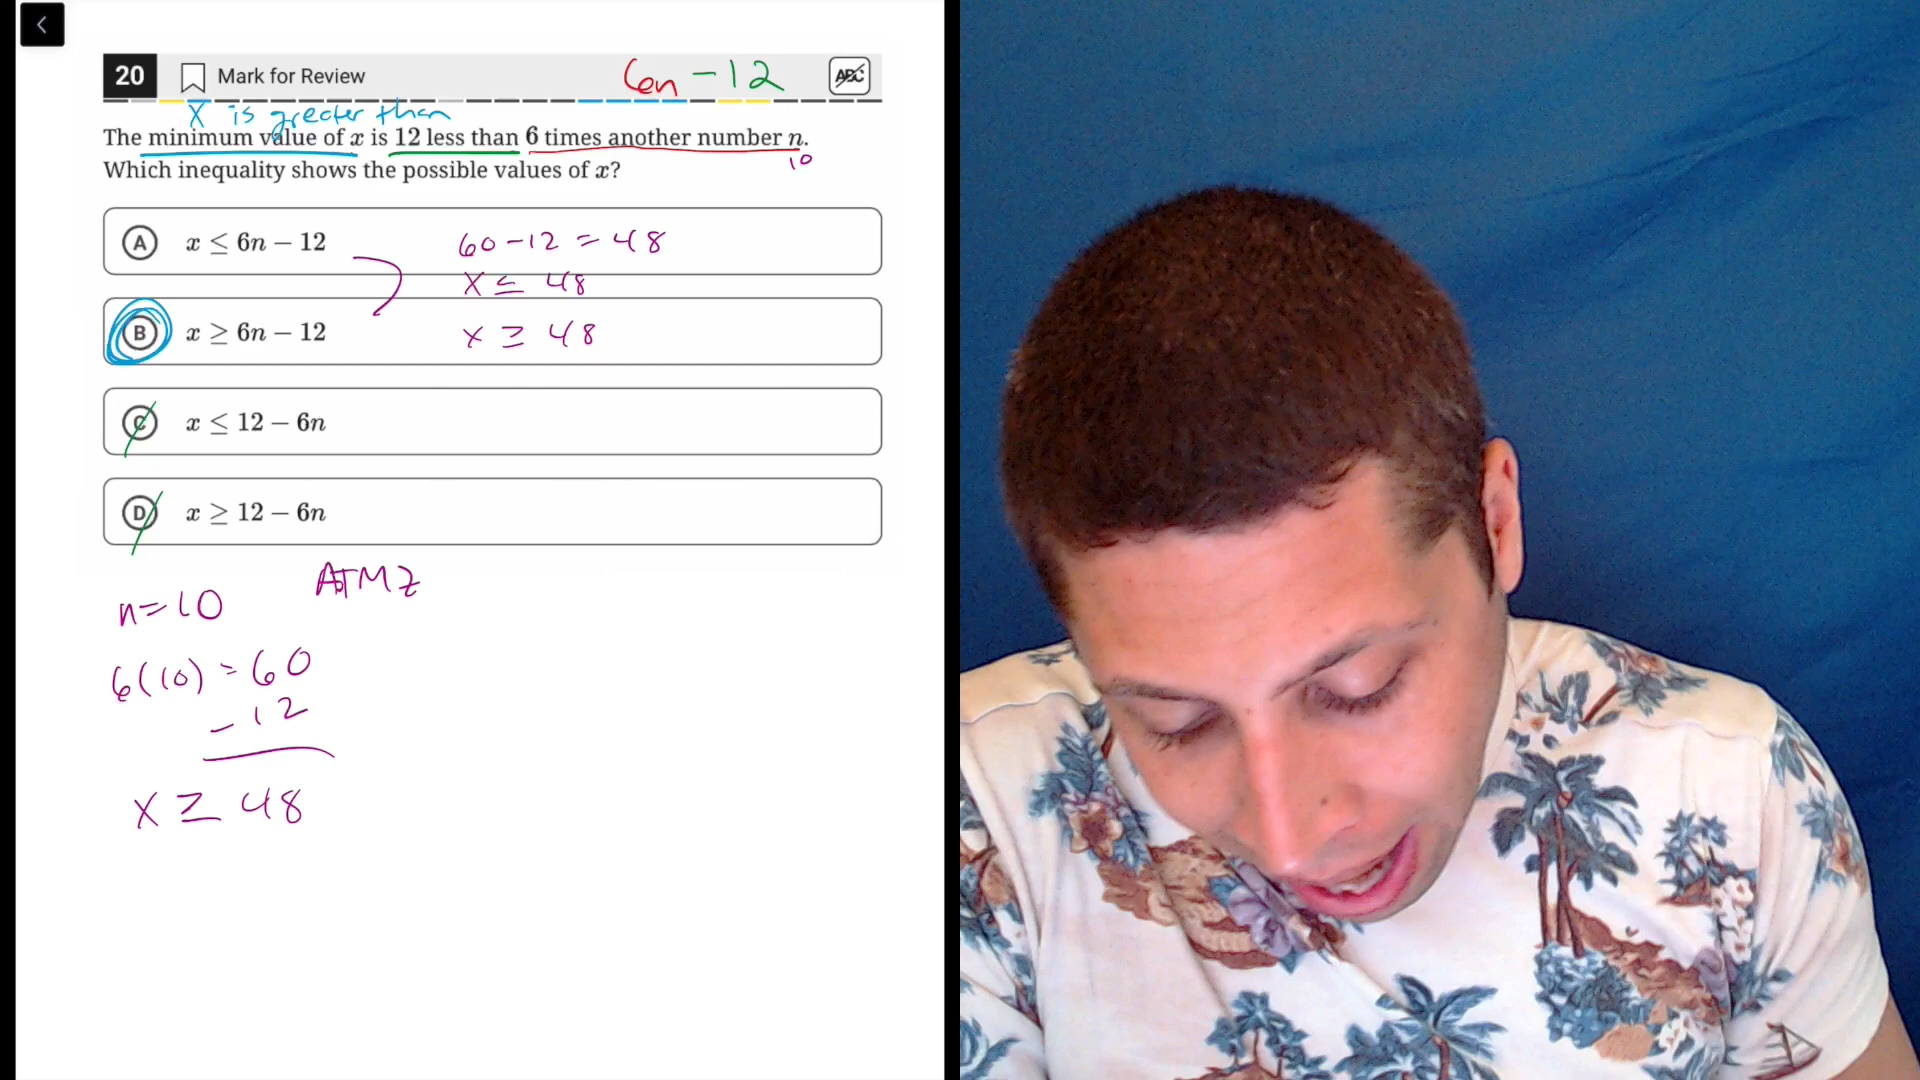 20 Mark for Review 6n - 12 ABC
X is greater than
The minimum value of x is 12 less than 6 times another number n.
10
Which inequality shows the possible values of x?
A x ≤ 6n − 12
60 - 12 = 48
x ≤ 48
B x ≥ 6n − 12
x ≥ 48
C x ≤ 12 − 6n
D x ≥ 12 − 6n
n = 10
6(10) = 60
- 12
x ≥ 48